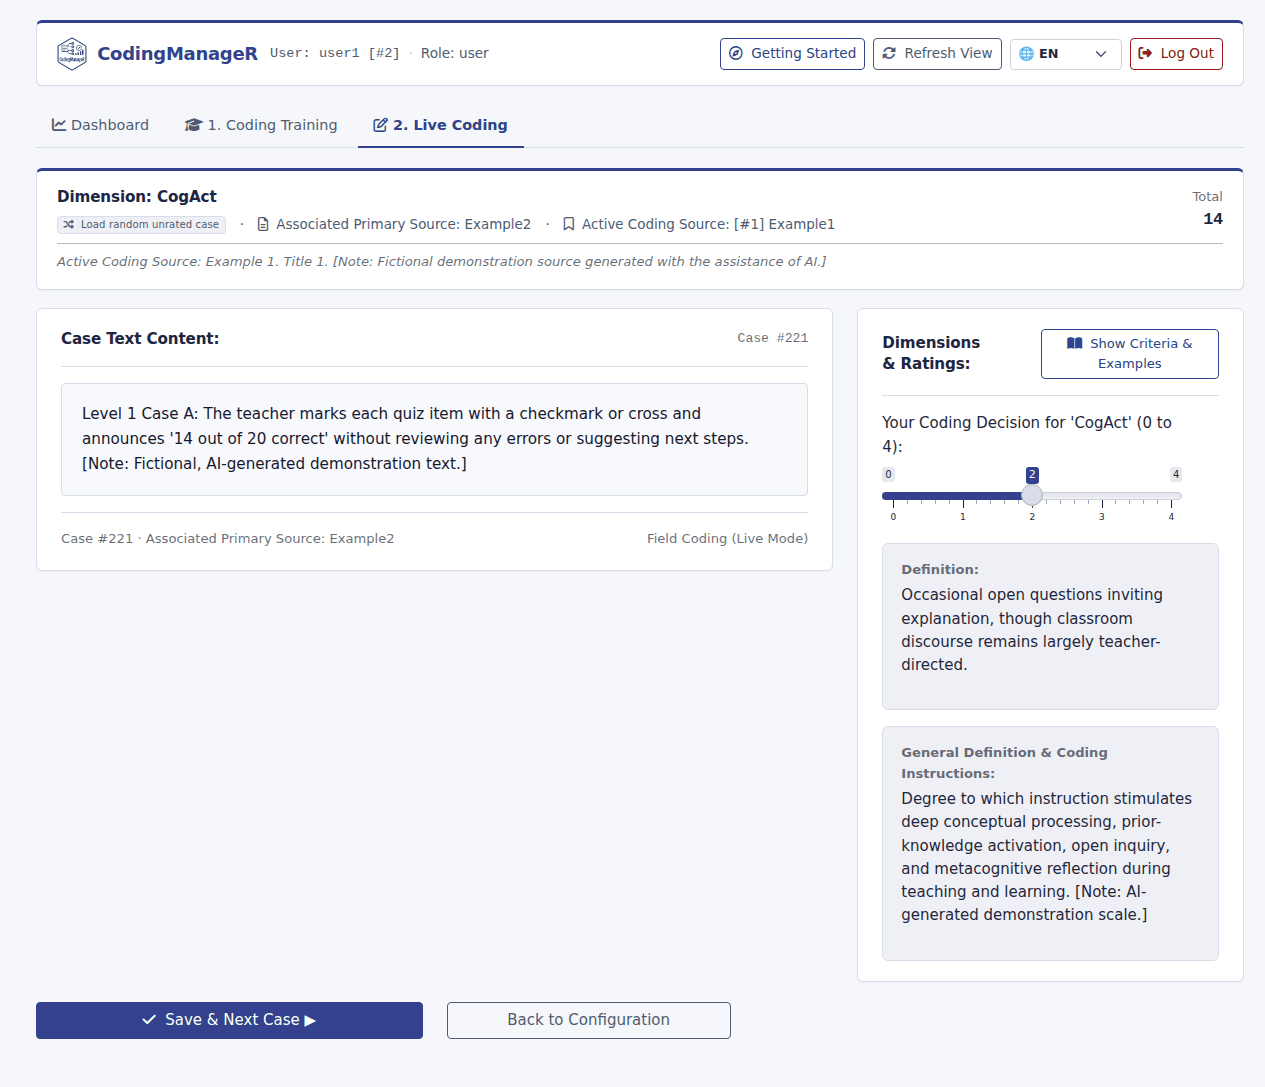 CodingManageR
User: user1 [#2] · Role: user
Getting Started
Refresh View
🌐 EN
Log Out
Dashboard
1. Coding Training
2. Live Coding
Dimension: CogAct
Load random unrated case · Associated Primary Source: Example2 · Active Coding Source: [#1] Example1
Total
14
Active Coding Source: Example 1. Title 1. [Note: Fictional demonstration source generated with the assistance of AI.]
Case Text Content:
Case #221
Level 1 Case A: The teacher marks each quiz item with a checkmark or cross and
announces '14 out of 20 correct' without reviewing any errors or suggesting next steps.
[Note: Fictional, AI-generated demonstration text.]
Case #221 · Associated Primary Source: Example2
Field Coding (Live Mode)
Dimensions
& Ratings:
Show Criteria &
Examples
Your Coding Decision for 'CogAct' (0 to
4):
0 2 4
0 1 2 3 4
Definition:
Occasional open questions inviting
explanation, though classroom
discourse remains largely teacher-
directed.
General Definition & Coding
Instructions:
Degree to which instruction stimulates
deep conceptual processing, prior-
knowledge activation, open inquiry,
and metacognitive reflection during
teaching and learning. [Note: AI-
generated demonstration scale.]
Save & Next Case ▶
Back to Configuration